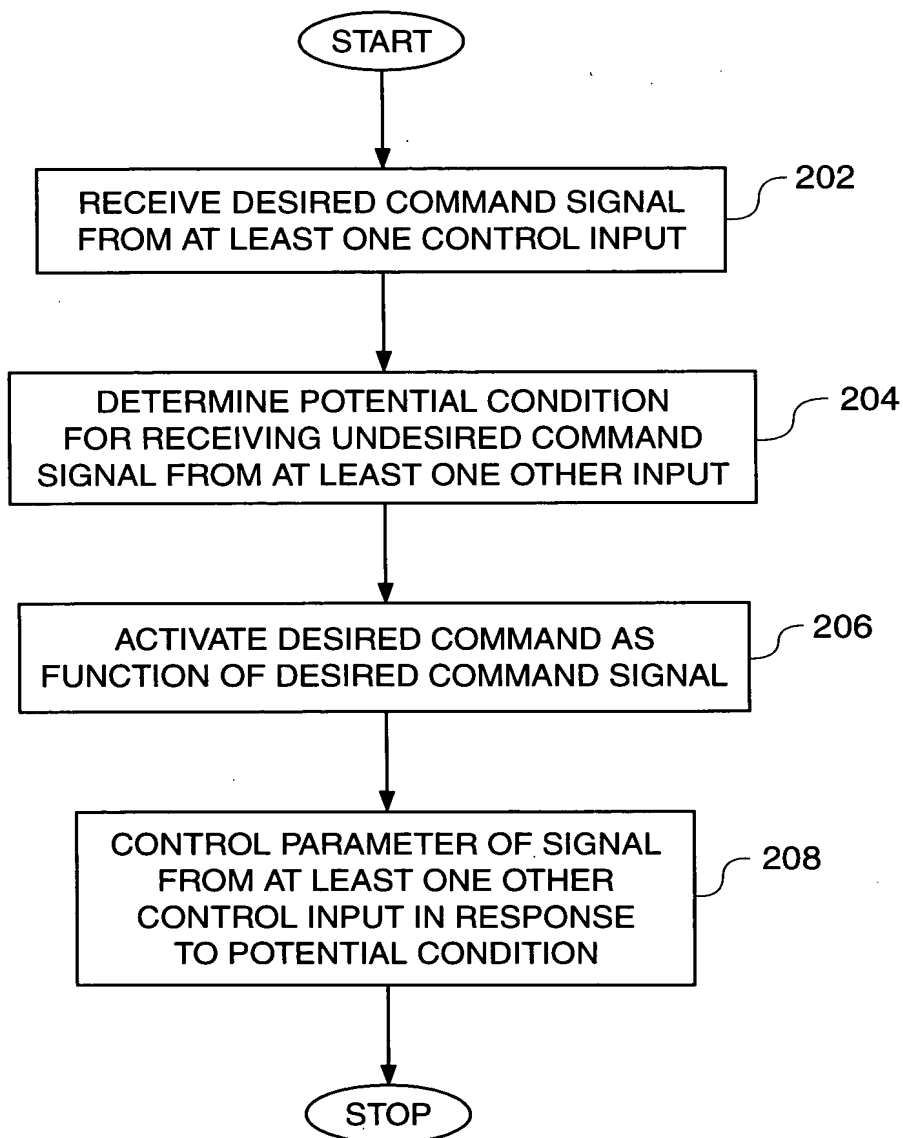 START
RECEIVE DESIRED COMMAND SIGNAL
FROM AT LEAST ONE CONTROL INPUT
202
DETERMINE POTENTIAL CONDITION
FOR RECEIVING UNDESIRED COMMAND
SIGNAL FROM AT LEAST ONE OTHER INPUT
204
ACTIVATE DESIRED COMMAND AS
FUNCTION OF DESIRED COMMAND SIGNAL
206
CONTROL PARAMETER OF SIGNAL
FROM AT LEAST ONE OTHER
CONTROL INPUT IN RESPONSE
TO POTENTIAL CONDITION
208
STOP